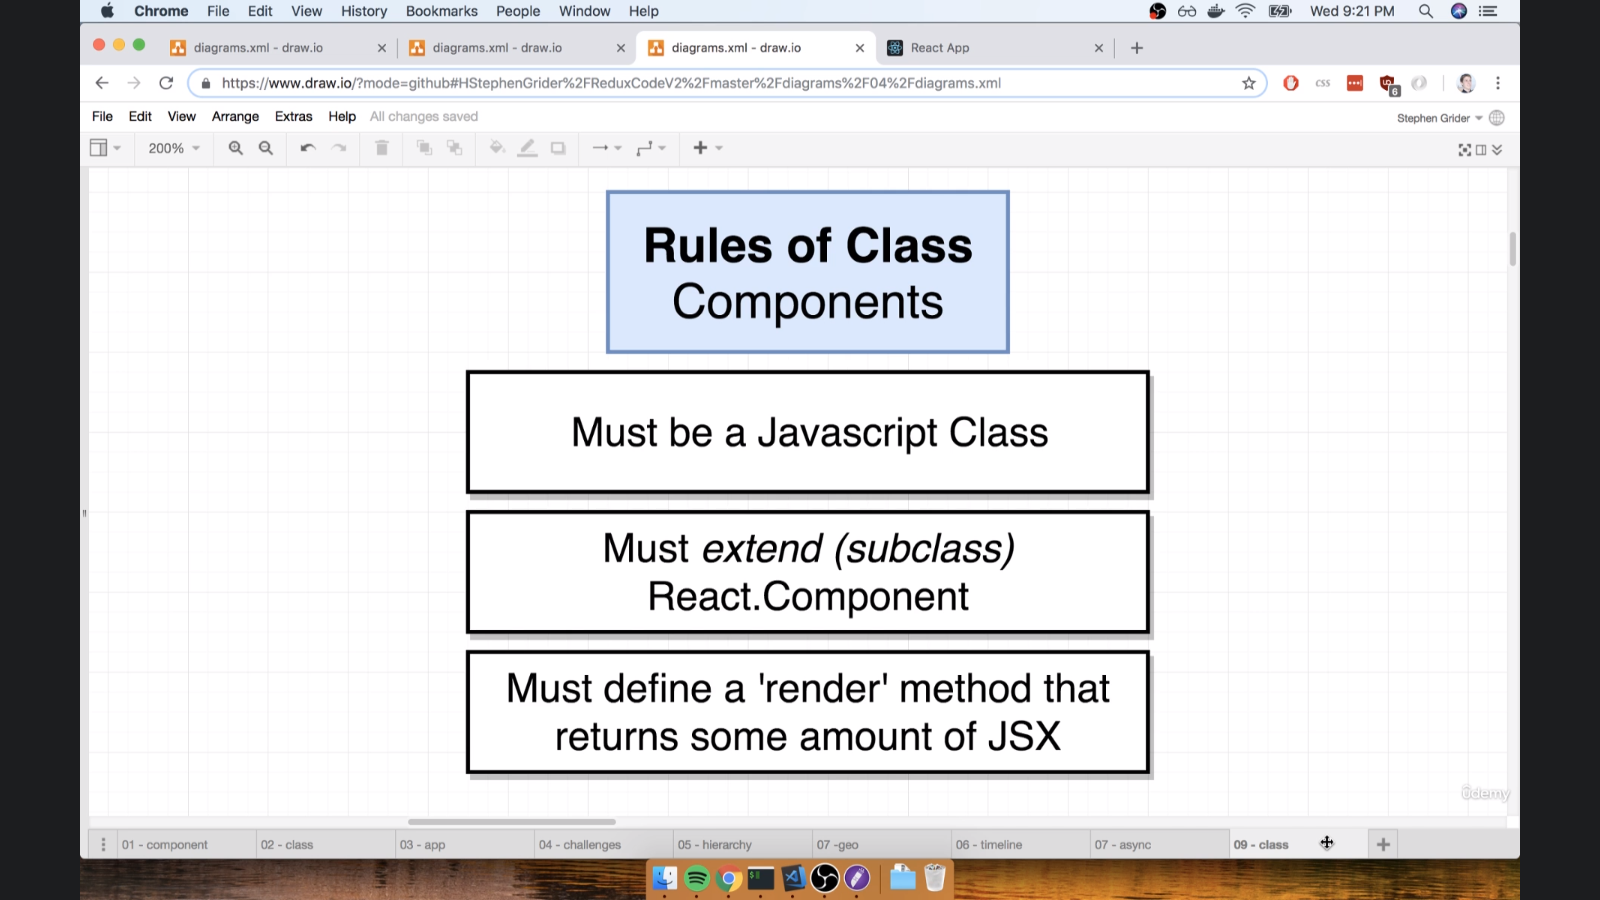 Chrome File Edit View History Bookmarks People Window Help Wed 9:21 PM
diagrams.xml - draw.io diagrams.xml - draw.io diagrams.xml - draw.io React App
https://www.draw.io/?mode=github#HStephenGrider%2FReduxCodeV2%2Fmaster%2Fdiagrams%2F04%2Fdiagrams.xml css 6
File Edit View Arrange Extras Help All changes saved Stephen Grider
200%
Rules of Class
Components
Must be a Javascript Class
Must extend (subclass)
React.Component
Must define a 'render' method that
returns some amount of JSX
Udemy
01 - component 02 - class 03 - app 04 - challenges 05 - hierarchy 07 -geo 06 - timeline 07 - async 09 - class